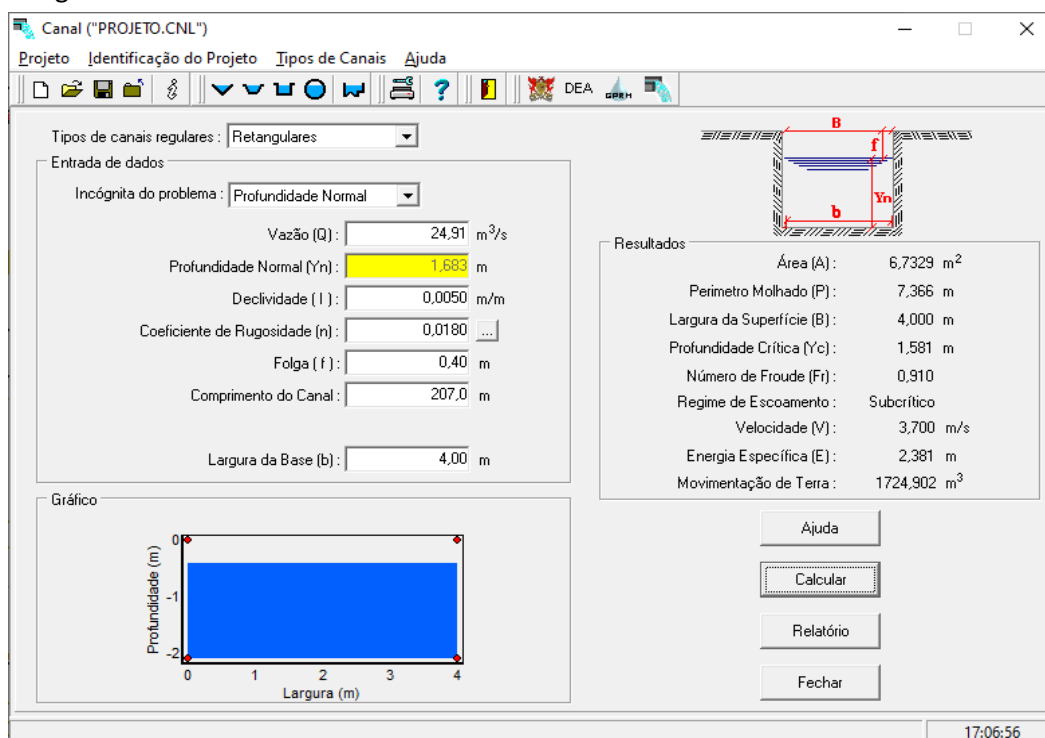 Canal ("PROJETO.CNL")
Projeto Identificação do Projeto Tipos de Canais Ajuda
DEA GPRH
Tipos de canais regulares : Retangulares
Entrada de dados
Incógnita do problema : Profundidade Normal
Vazão (Q) : 24,91 m³/s
Profundidade Normal (Yn) : 1,683 m
Declividade ( I ) : 0,0050 m/m
Coeficiente de Rugosidade (n) : 0,0180 ...
Folga ( f ) : 0,40 m
Comprimento do Canal : 207,0 m
Largura da Base (b) : 4,00 m
B
f
Yn
b
Resultados
Área (A) : 6,7329 m²
Perimetro Molhado (P) : 7,366 m
Largura da Superfície (B) : 4,000 m
Profundidade Crítica (Yc) : 1,581 m
Número de Froude (Fr) : 0,910
Regime de Escoamento : Subcrítico
Velocidade (V) : 3,700 m/s
Energia Específica (E) : 2,381 m
Movimentação de Terra : 1724,902 m³
Gráfico
Profundidade (m)
0
-1
-2
0 1 2 3 4
Largura (m)
Ajuda
Calcular
Relatório
Fechar
17:06:56